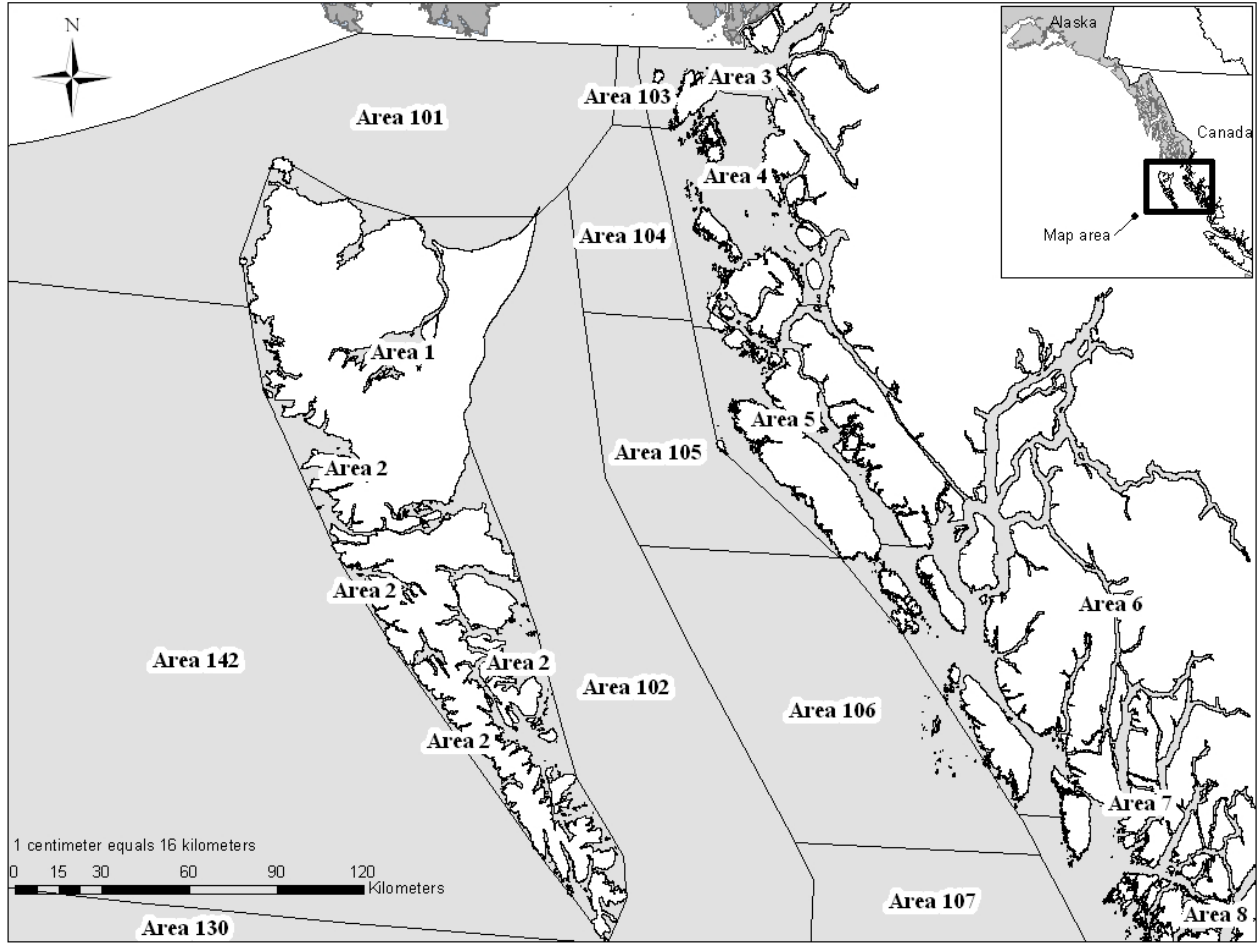 N
Alaska
Canada
Map area
Area 3
Area 103
Area 101
Area 4
Area 104
Area 1
Area 5
Area 105
Area 2
Area 2
Area 6
Area 142
Area 2
Area 102
Area 106
Area 2
Area 7
1 centimeter equals 16 kilometers
0 15 30 60 90 120
Kilometers
Area 107
Area 8
Area 130